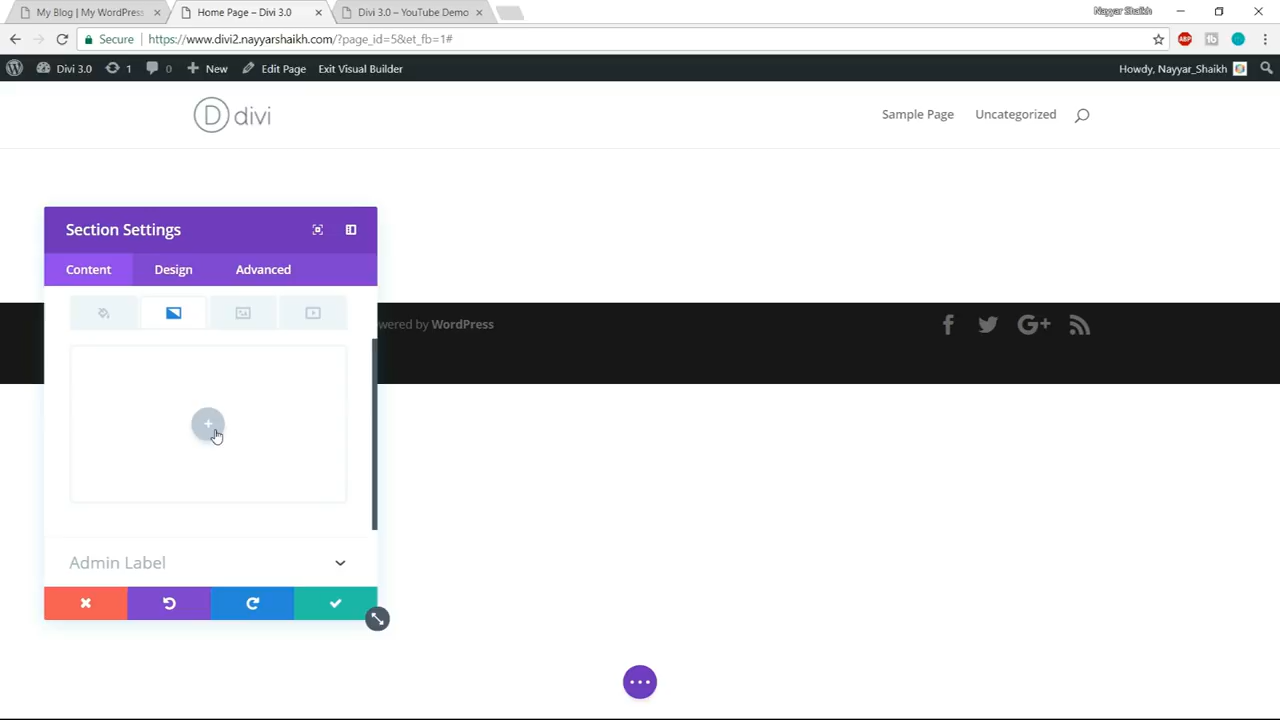 My Blog | My WordPress
Home Page – Divi 3.0
Divi 3.0 – YouTube Demo
Nayyar Shaikh
Secure
https://www.divi2.nayyarshaikh.com/?page_id=5&et_fb=1#
Divi 3.0
1
0
New
Edit Page
Exit Visual Builder
Howdy, Nayyar_Shaikh
D divi
Sample Page
Uncategorized
Section Settings
Content
Design
Advanced
wered by WordPress
Admin Label